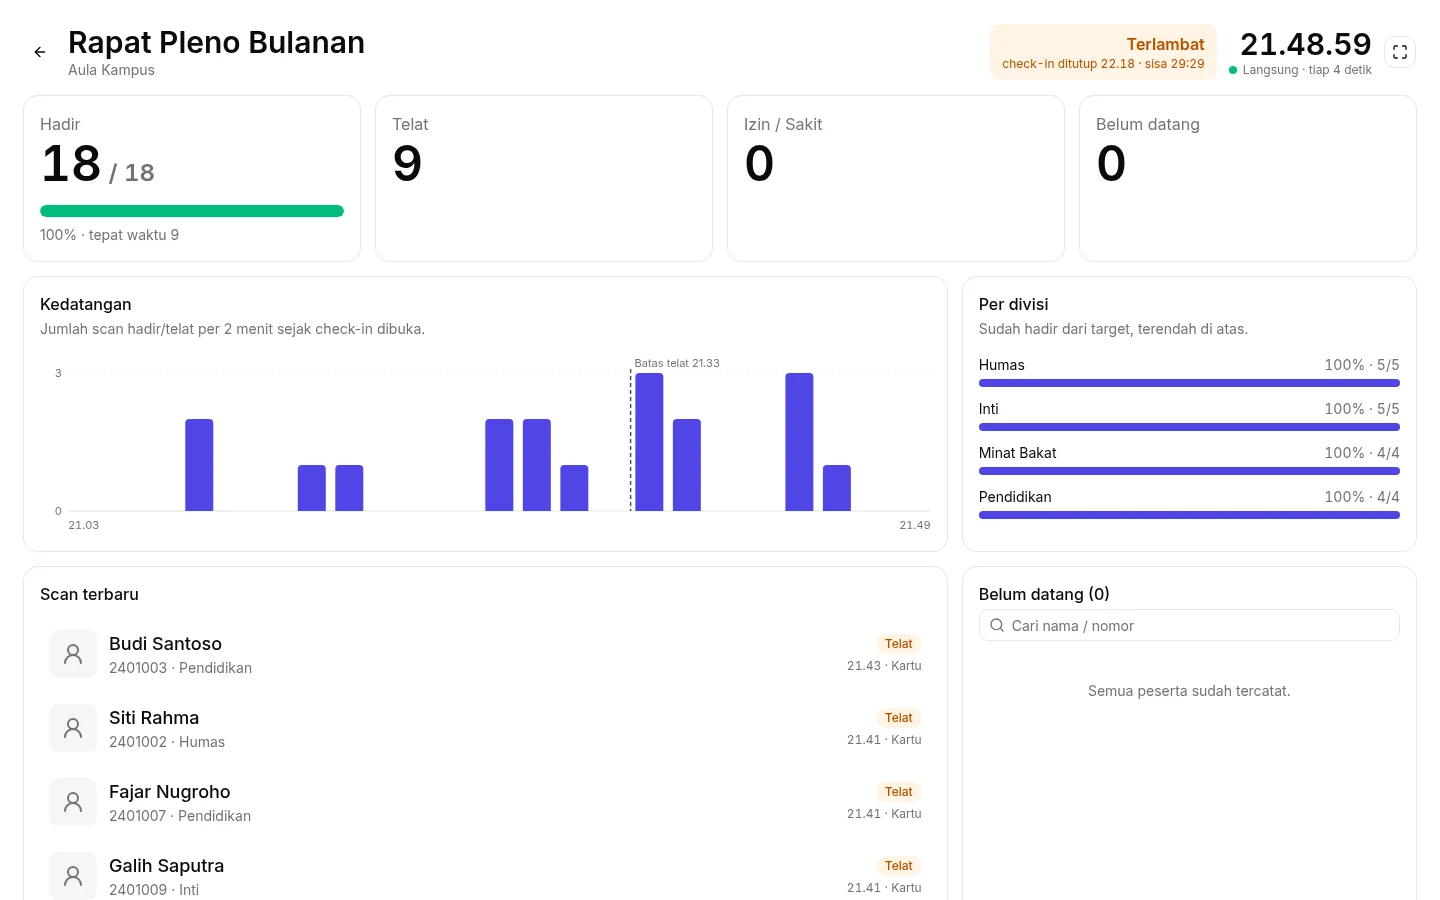 Rapat Pleno Bulanan
Aula Kampus
Terlambat
check-in ditutup 22.18 · sisa 29:29
21.48.59
Langsung · tiap 4 detik
Hadir
18 / 18
100% · tepat waktu 9
Telat
9
Izin / Sakit
0
Belum datang
0
Kedatangan
Jumlah scan hadir/telat per 2 menit sejak check-in dibuka.
Batas telat 21.33
3
0
21.03
21.49
Per divisi
Sudah hadir dari target, terendah di atas.
Humas 100% · 5/5
Inti 100% · 5/5
Minat Bakat 100% · 4/4
Pendidikan 100% · 4/4
Scan terbaru
Budi Santoso Telat
2401003 · Pendidikan 21.43 · Kartu
Siti Rahma Telat
2401002 · Humas 21.41 · Kartu
Fajar Nugroho Telat
2401007 · Pendidikan 21.41 · Kartu
Galih Saputra Telat
2401009 · Inti 21.41 · Kartu
Belum datang (0)
Cari nama / nomor
Semua peserta sudah tercatat.